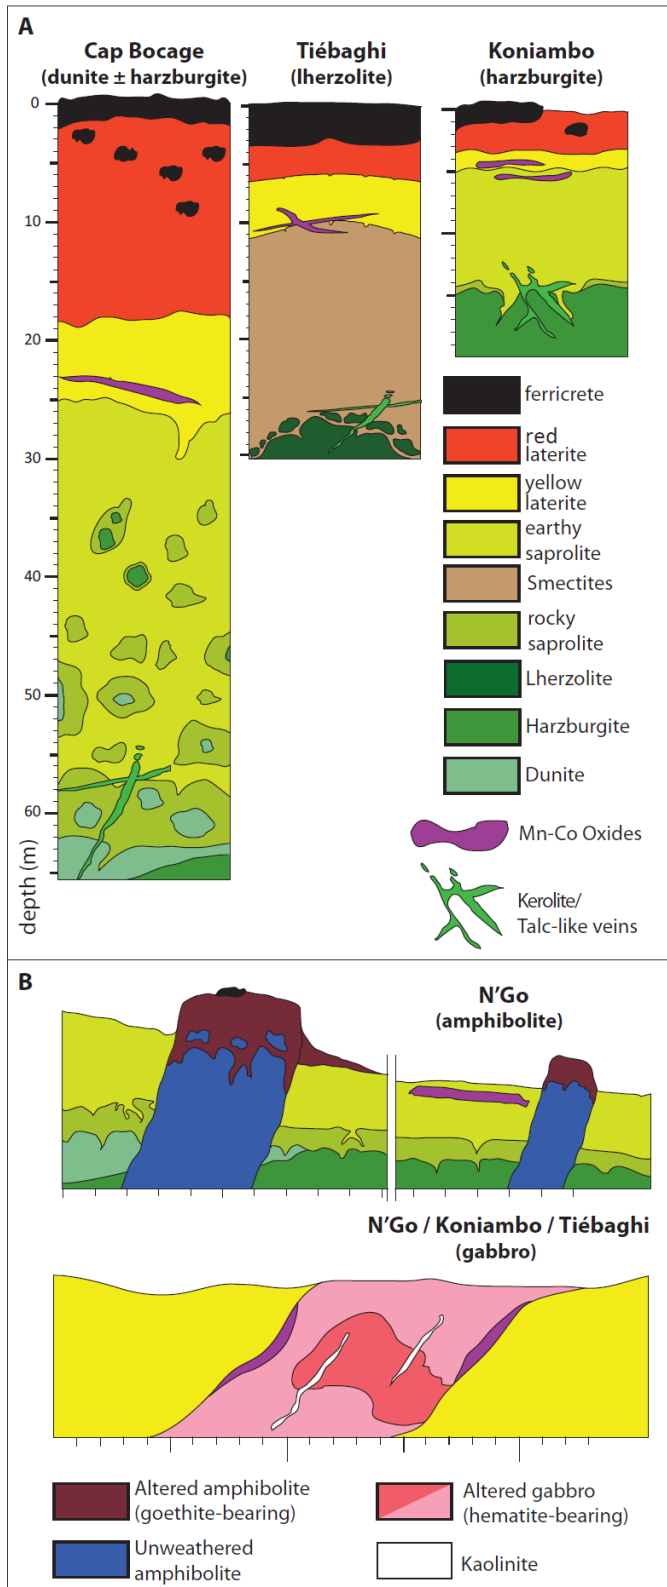 A
Cap Bocage
(dunite ± harzburgite)
Tiébaghi
(lherzolite)
Koniambo
(harzburgite)
0
10
20
30
40
50
60
depth (m)
ferricrete
red
laterite
yellow
laterite
earthy
saprolite
Smectites
rocky
saprolite
Lherzolite
Harzburgite
Dunite
Mn-Co Oxides
Kerolite/
Talc-like veins
B
N'Go
(amphibolite)
N'Go / Koniambo / Tiébaghi
(gabbro)
Altered amphibolite
(goethite-bearing)
Altered gabbro
(hematite-bearing)
Unweathered
amphibolite
Kaolinite